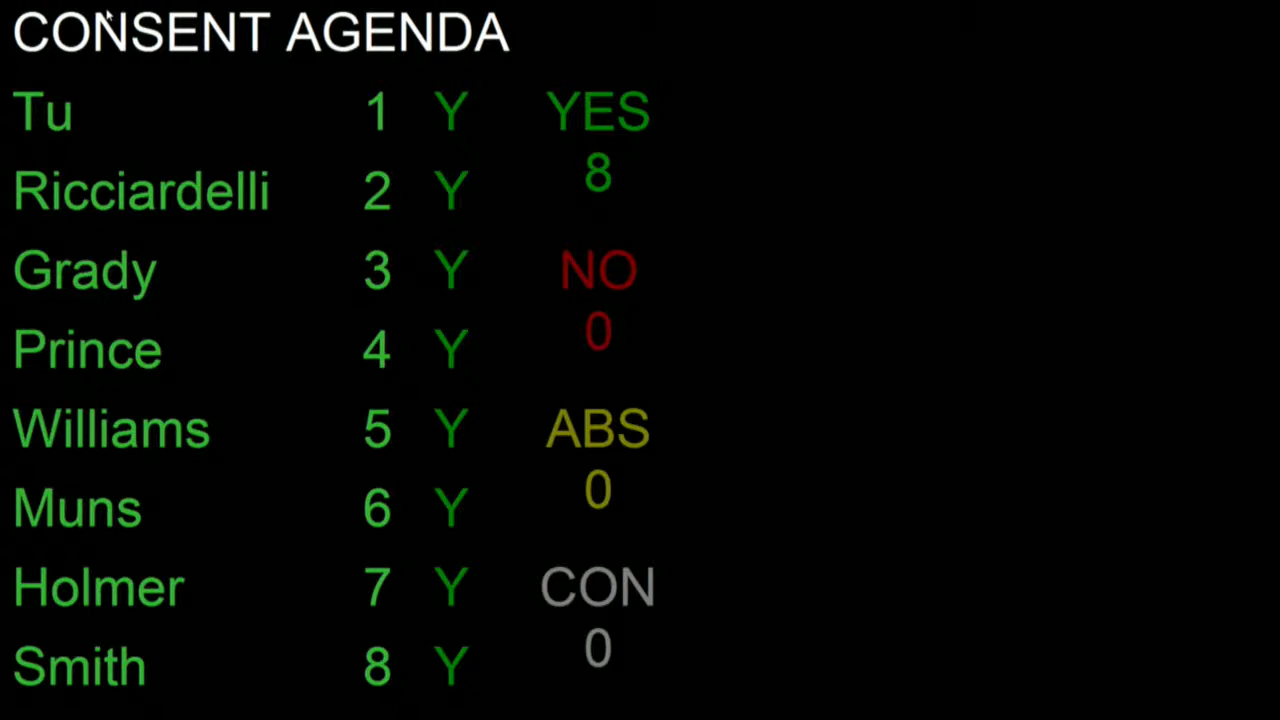 CONSENT AGENDA
Tu 1 Y YES
8
Ricciardelli 2 Y
Grady 3 Y NO
0
Prince 4 Y
Williams 5 Y ABS
0
Muns 6 Y
Holmer 7 Y CON
0
Smith 8 Y